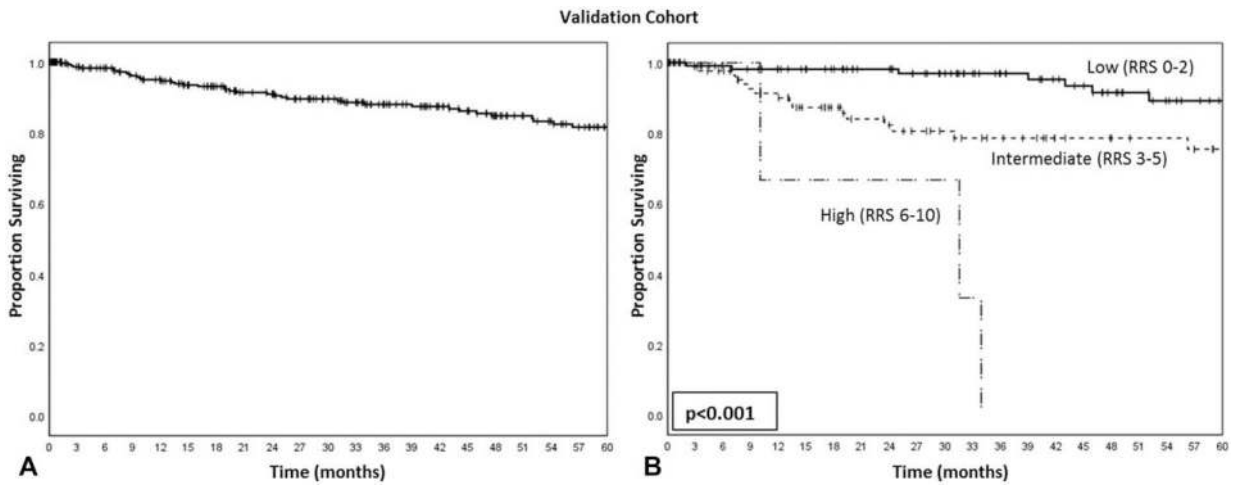 Validation Cohort
Proportion Surviving
1.0
0.8
0.6
0.4
0.2
0.0
0 3 6 9 12 15 18 21 24 27 30 33 36 39 42 45 48 51 54 57 60
Time (months)
A
Proportion Surviving
1.0
0.8
0.6
0.4
0.2
0.0
Low (RRS 0-2)
Intermediate (RRS 3-5)
High (RRS 6-10)
p<0.001
0 3 6 9 12 15 18 21 24 27 30 33 36 39 42 45 48 51 54 57 60
Time (months)
B